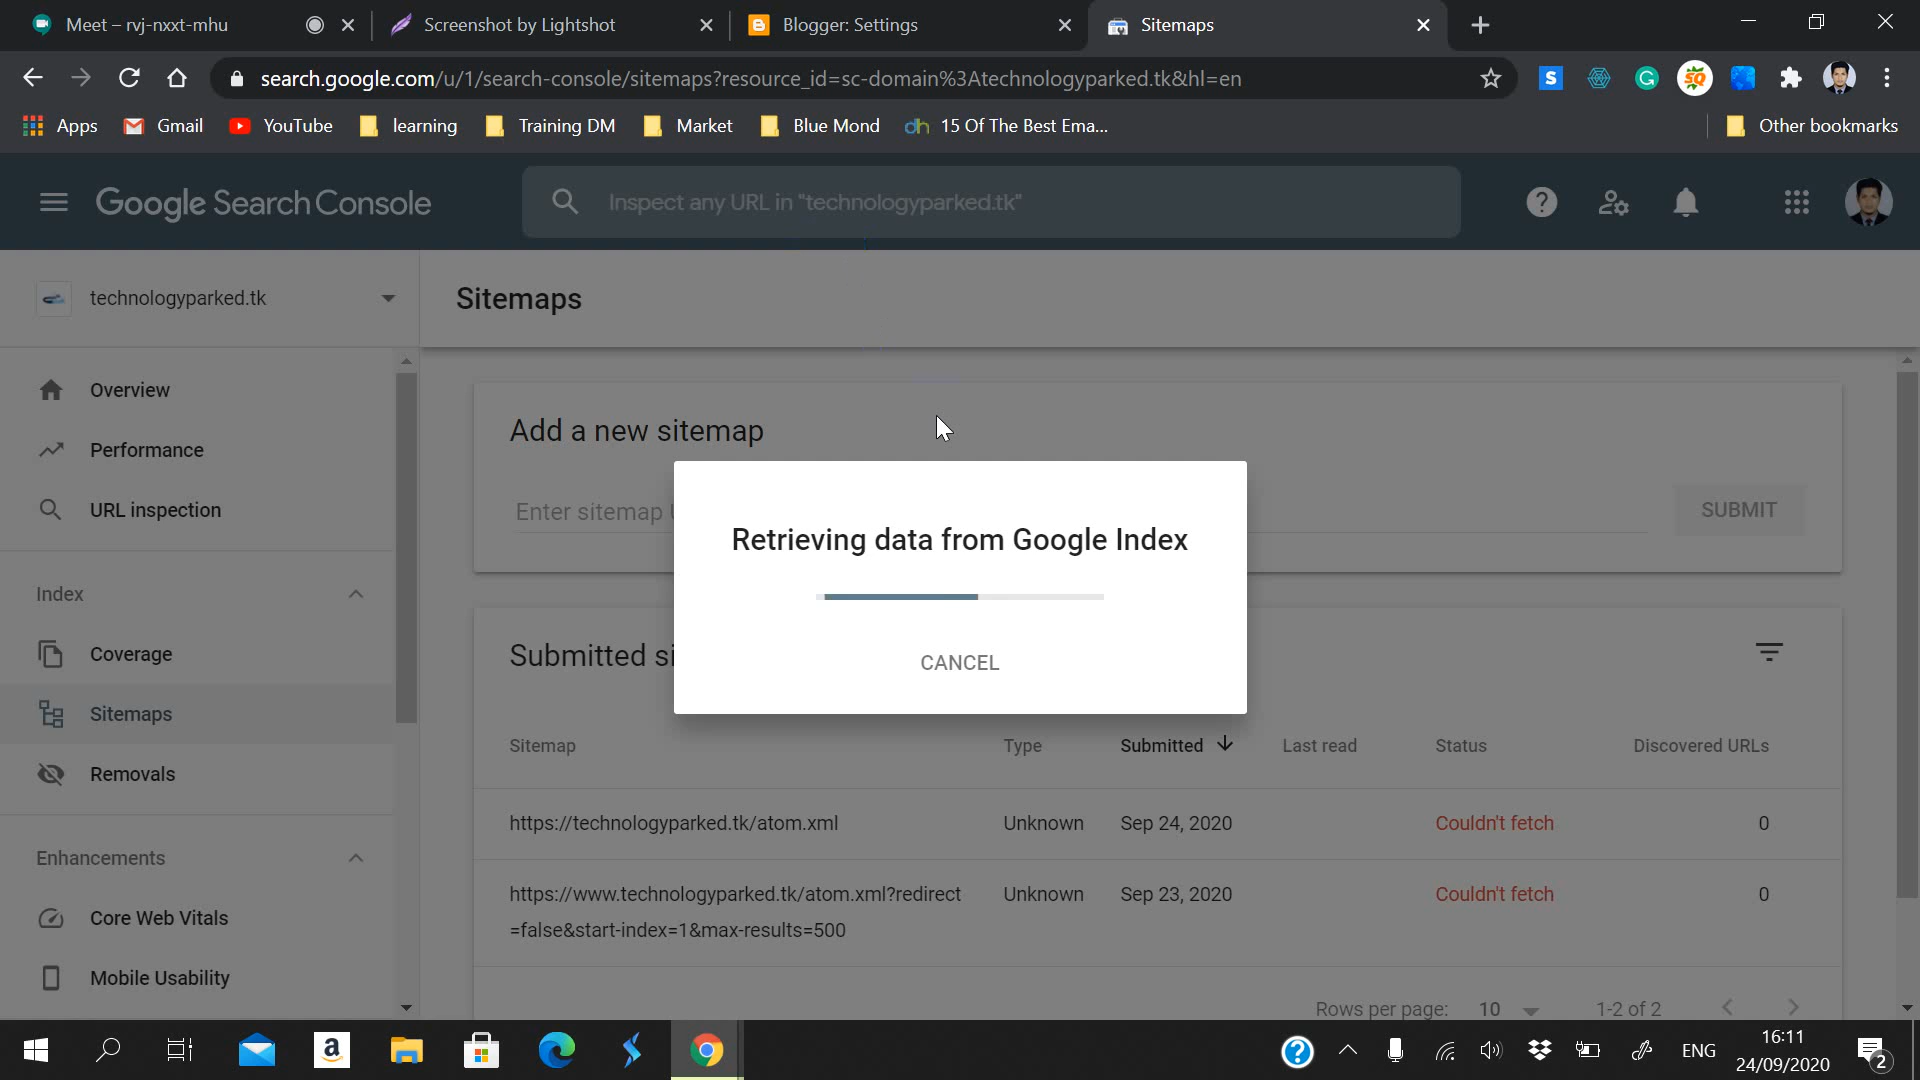 Meet – rvj-nxxt-mhu
Screenshot by Lightshot
Blogger: Settings
Sitemaps
search.google.com/u/1/search-console/sitemaps?resource_id=sc-domain%3Atechnologyparked.tk&hl=en
Apps
Gmail
YouTube
learning
Training DM
Market
Blue Mond
dh 15 Of The Best Ema...
Other bookmarks
Google Search Console
Inspect any URL in "technologyparked.tk"
technologyparked.tk
Sitemaps
Overview
Performance
URL inspection
Index
Coverage
Sitemaps
Removals
Enhancements
Core Web Vitals
Mobile Usability
Add a new sitemap
Enter sitemap
SUBMIT
Retrieving data from Google Index
CANCEL
Submitted si
Sitemap Type Submitted Last read Status Discovered URLs
https://technologyparked.tk/atom.xml Unknown Sep 24, 2020 Couldn't fetch 0
https://www.technologyparked.tk/atom.xml?redirect Unknown Sep 23, 2020 Couldn't fetch 0
=false&start-index=1&max-results=500
Rows per page: 10 1-2 of 2
ENG
16:11
24/09/2020
2